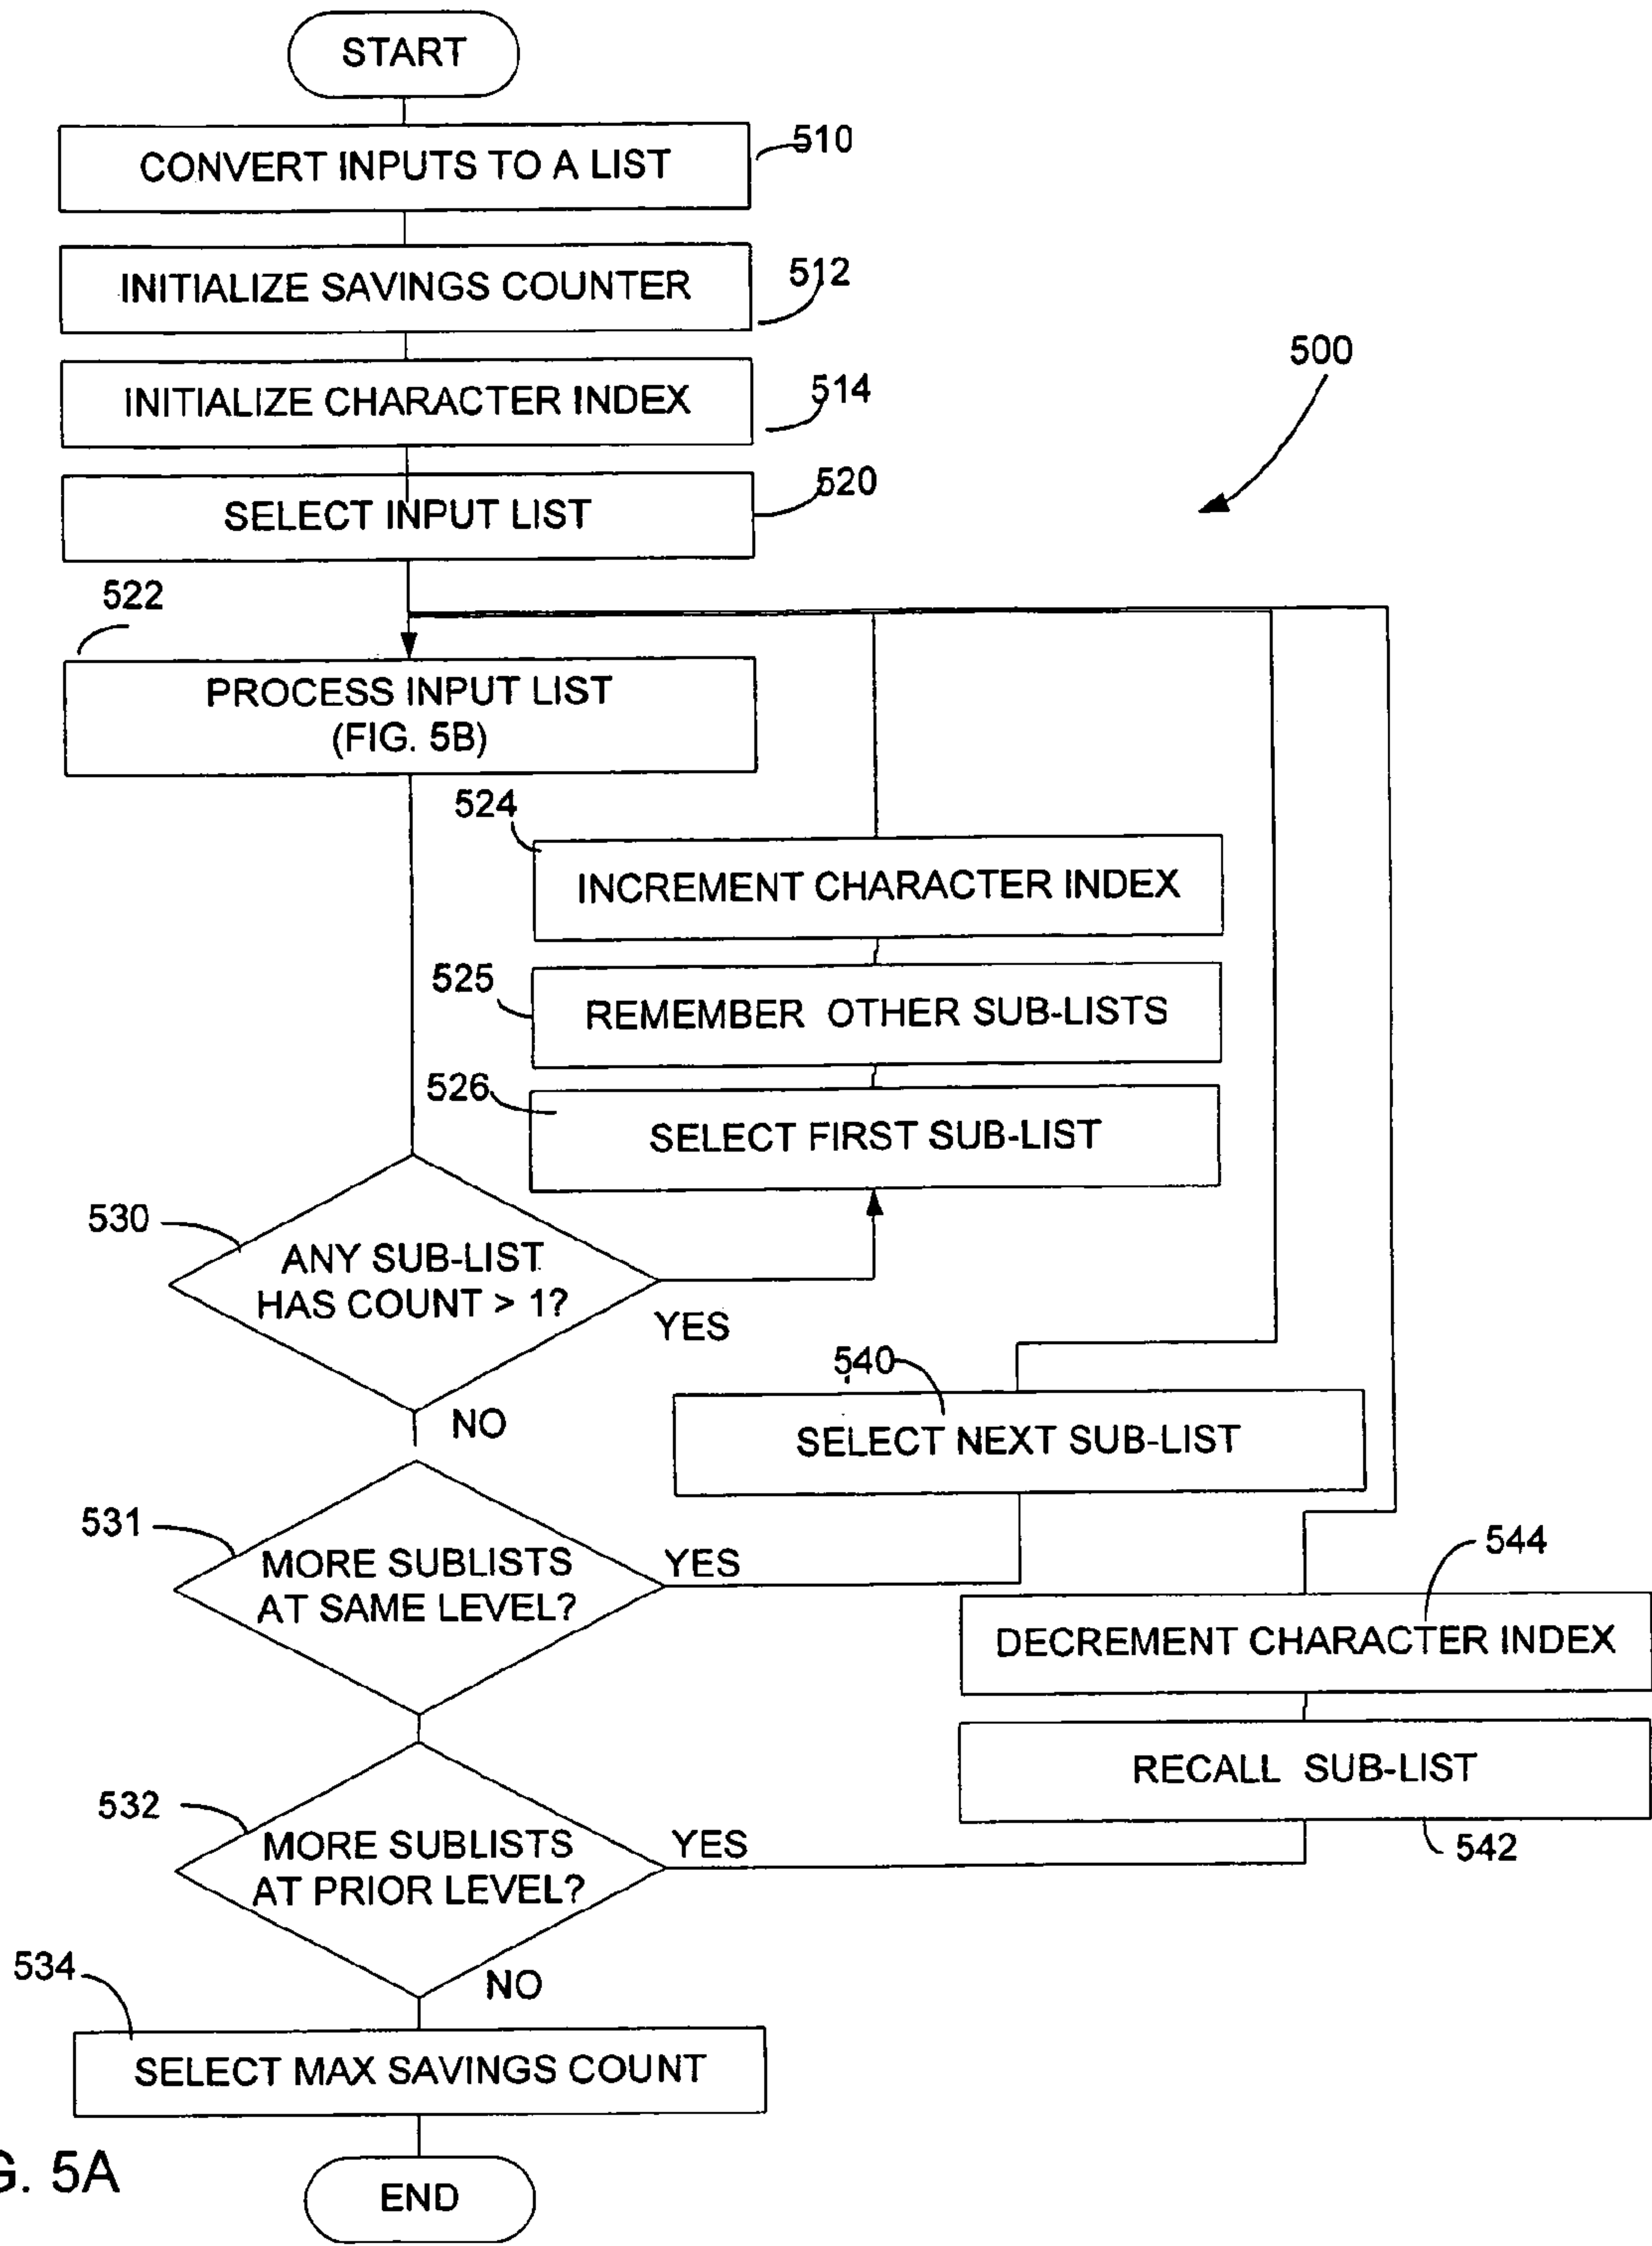 START
CONVERT INPUTS TO A LIST
510
INITIALIZE SAVINGS COUNTER
512
INITIALIZE CHARACTER INDEX
514
500
SELECT INPUT LIST
520
522
PROCESS INPUT LIST
(FIG. 5B)
524
INCREMENT CHARACTER INDEX
525
REMEMBER OTHER SUB-LISTS
526
SELECT FIRST SUB-LIST
530
ANY SUB-LIST
HAS COUNT > 1?
YES
NO
540
SELECT NEXT SUB-LIST
531
MORE SUBLISTS
AT SAME LEVEL?
YES
544
DECREMENT CHARACTER INDEX
RECALL SUB-LIST
542
532
MORE SUBLISTS
AT PRIOR LEVEL?
YES
NO
534
SELECT MAX SAVINGS COUNT
END
G. 5A